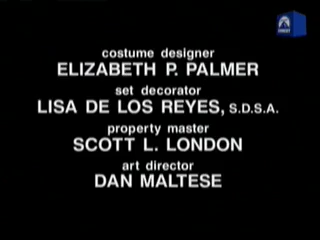 costume designer
ELIZABETH P. PALMER
set decorator
LISA DE LOS REYES, S.D.S.A.
property master
SCOTT L. LONDON
art director
DAN MALTESE